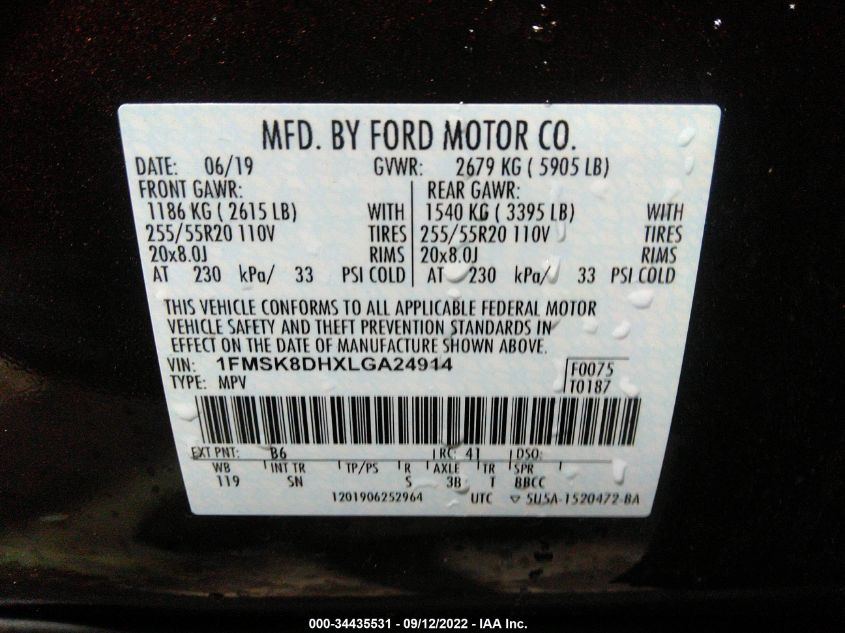 MFD. BY FORD MOTOR CO.
DATE: 06/19 GVWR: 2679 KG ( 5905 LB)
FRONT GAWR: REAR GAWR:
1186 KG ( 2615 LB) WITH 1540 KG ( 3395 LB) WITH
255/55R20 110V TIRES 255/55R20 110V TIRES
20x8.0J RIMS 20x8.0J RIMS
AT 230 kPa/ 33 PSI COLD AT 230 kPa/ 33 PSI COLD
THIS VEHICLE CONFORMS TO ALL APPLICABLE FEDERAL MOTOR
VEHICLE SAFETY AND THEFT PREVENTION STANDARDS IN
EFFECT ON THE DATE OF MANUFACTURE SHOWN ABOVE.
VIN: 1FMSK8DHXLGA24914 F0075
TYPE: MPV T0187
EXT PNT: B6 RC: 41 DSO:
WB INT TR TP/PS R AXLE TR SPR
119 SN S 3B T BBCC
1201906252964 UTC ▽ 5U5A-1520472-BA
000-34435531 - 09/12/2022 - IAA Inc.